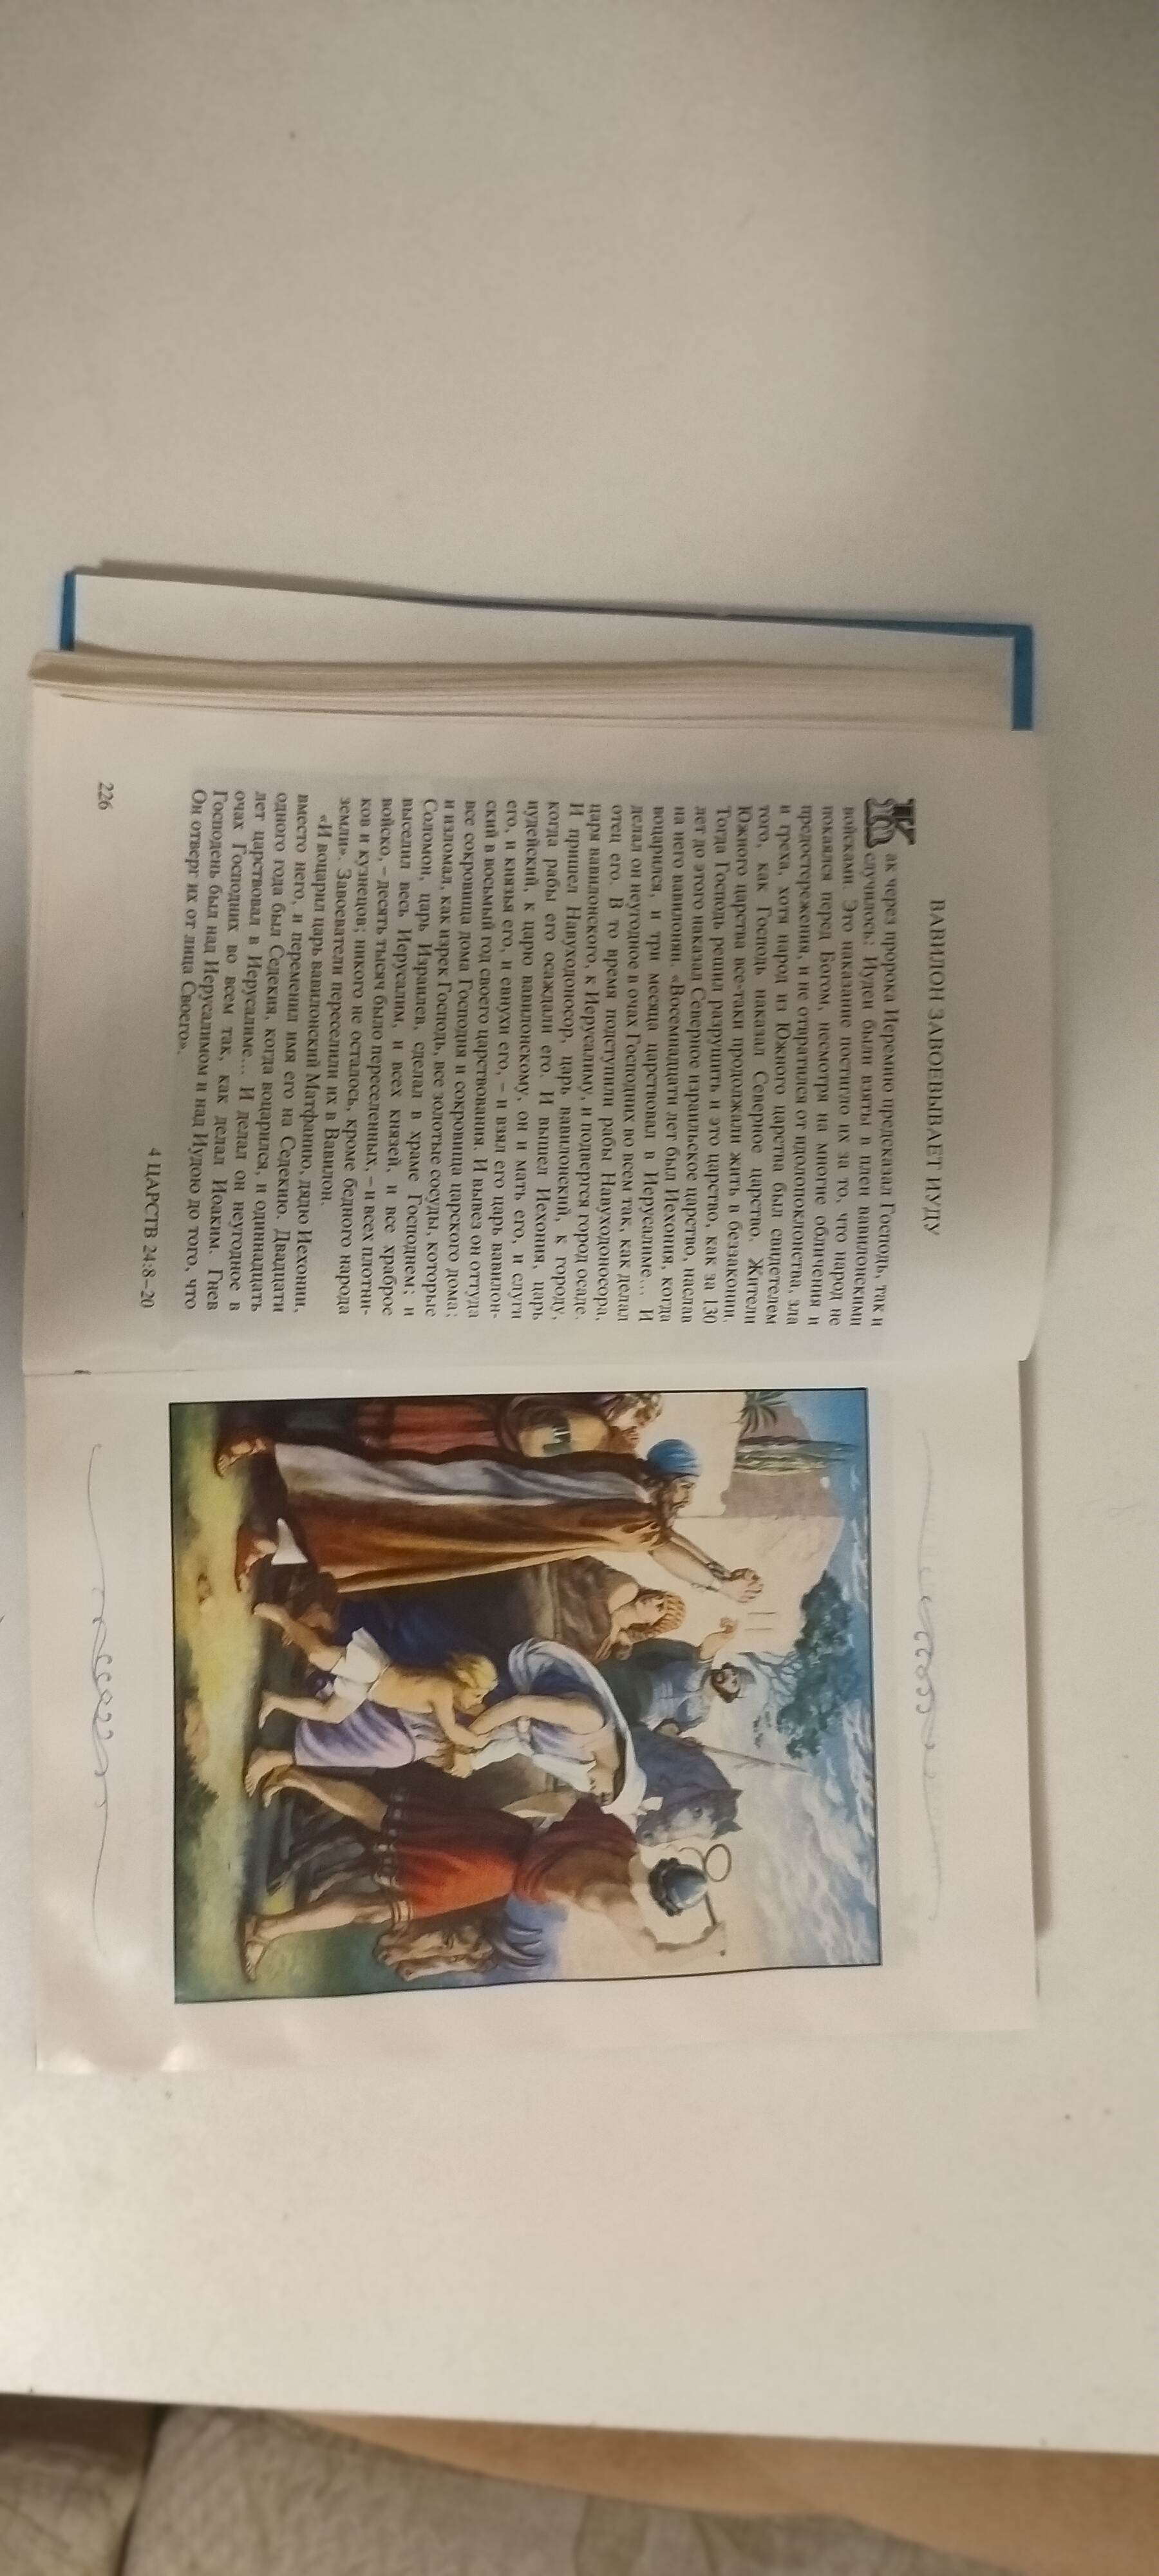 ВАВИЛОН ЗАВОЕВЫВАЕТ ИУДУ
Как через пророка Иеремию предсказал Господь, так и
случилось: Иудеи были взяты в плен вавилонскими
войсками. Это наказание постигло их за то, что народ не
покаялся перед Богом, несмотря на многие обличения и
предостережения, и не отвратился от идолопоклонства, зла
и греха, хотя народ из Южного царства был свидетелем
того, как Господь наказал Северное царство. Жители
Южного царства все-таки продолжали жить в беззаконии.
Тогда Господь решил разрушить и это царство, как за 130
лет до этого наказал Северное израильское царство, наслав
на него вавилонян. «Восемнадцати лет был Иехония, когда
воцарился, и три месяца царствовал в Иерусалиме... И
делал он неугодное в очах Господних во всем так, как делал
отец его. В то время подступили рабы Навуходоносора,
царя вавилонского, к Иерусалиму, и подвергся город осаде.
И пришел Навуходоносор, царь вавилонский, к городу,
когда рабы его осаждали его. И вышел Иехония, царь
иудейский, к царю вавилонскому, он и мать его, и слуги
его, и князья его, и евнухи его, – и взял его царь вавилон-
ский в восьмый год своего царствования. И вывез он оттуда
все сокровища дома Господня и сокровища царского дома;
и изломал, как изрек Господь, все золотые сосуды, которые
Соломон, царь Израилев, сделал в храме Господнем; и
выселил весь Иерусалим, и всех князей, и все храброе
войско, – десять тысяч было переселенных, – и всех плотни-
ков и кузнецов; никого не осталось, кроме бедного народа
земли». Завоеватели переселили их в Вавилон.
«И воцарил царь вавилонский Матфанию, дядю Иехонии,
вместо него, и переменил имя его на Седекию. Двадцати
одного года был Седекия, когда воцарился, и одиннадцать
лет царствовал в Иерусалиме... И делал он неугодное в
очах Господних во всем так, как делал Иоаким. Гнев
Господень был над Иерусалимом и над Иудою до того, что
Он отверг их от лица Своего».
4 ЦАРСТВ 24:8–20
226